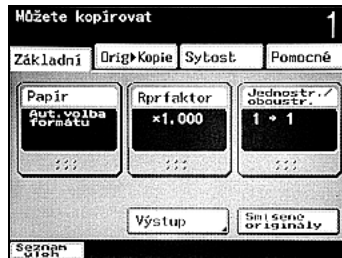 Můžete kopírovat 1
Základní Orig▸Kopie Sytost Pomocné
Papír Rprfaktor Jednostr./
oboustr.
Aut.volba
formátu
×1.000 1 → 1
Výstup Smísené
originály
Seznam
úloh